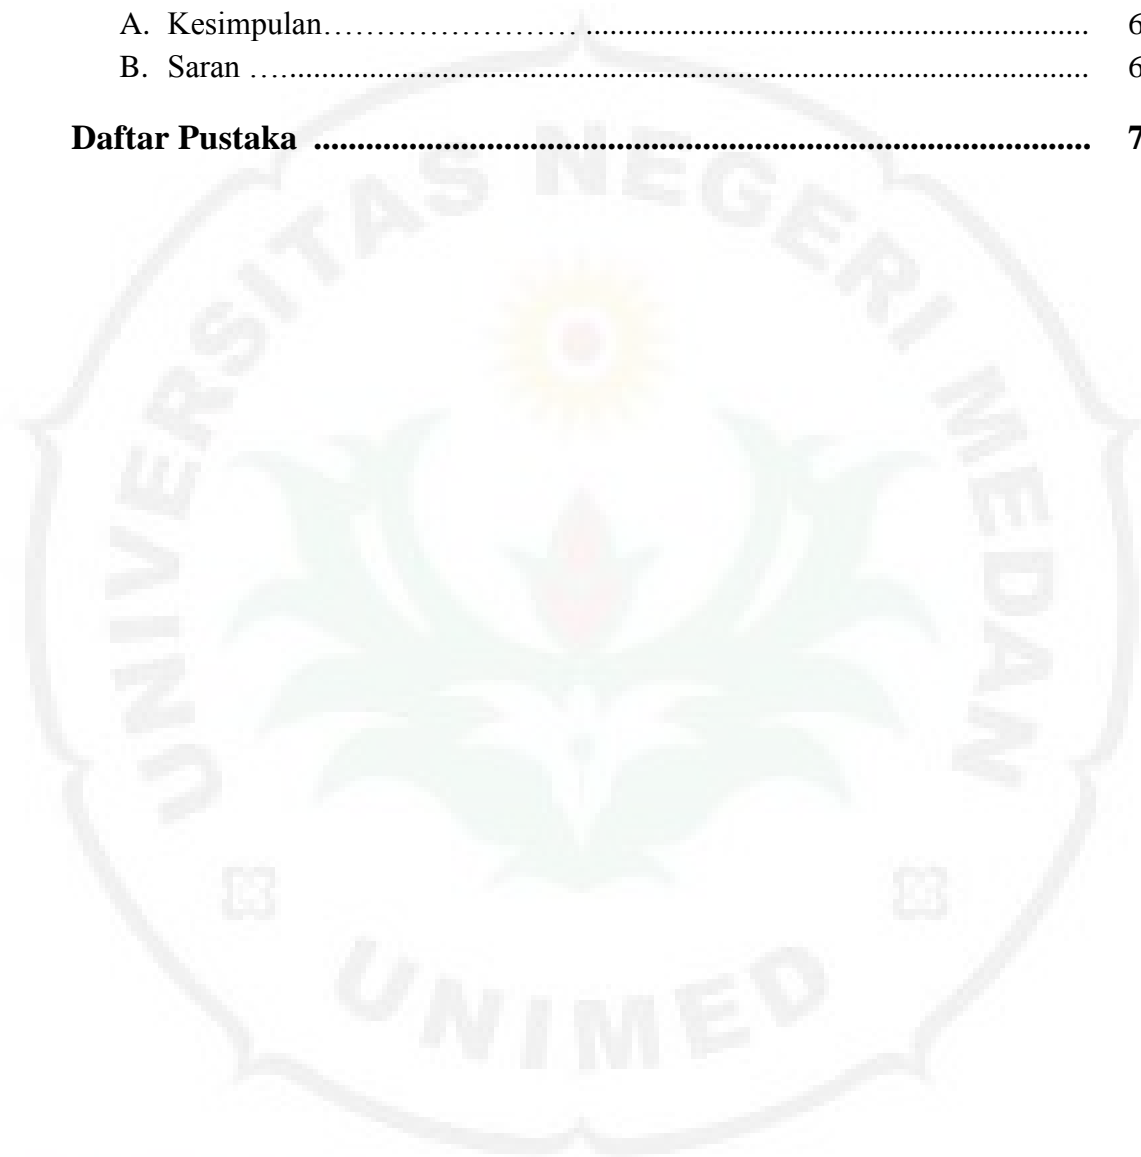 A. Kesimpulan…………………… ........................................................................ 6
B. Saran …...................................................................................................... 6
Daftar Pustaka .......................................................................... 7
UNIVERSITAS NEGERI MEDAN
UNIMED